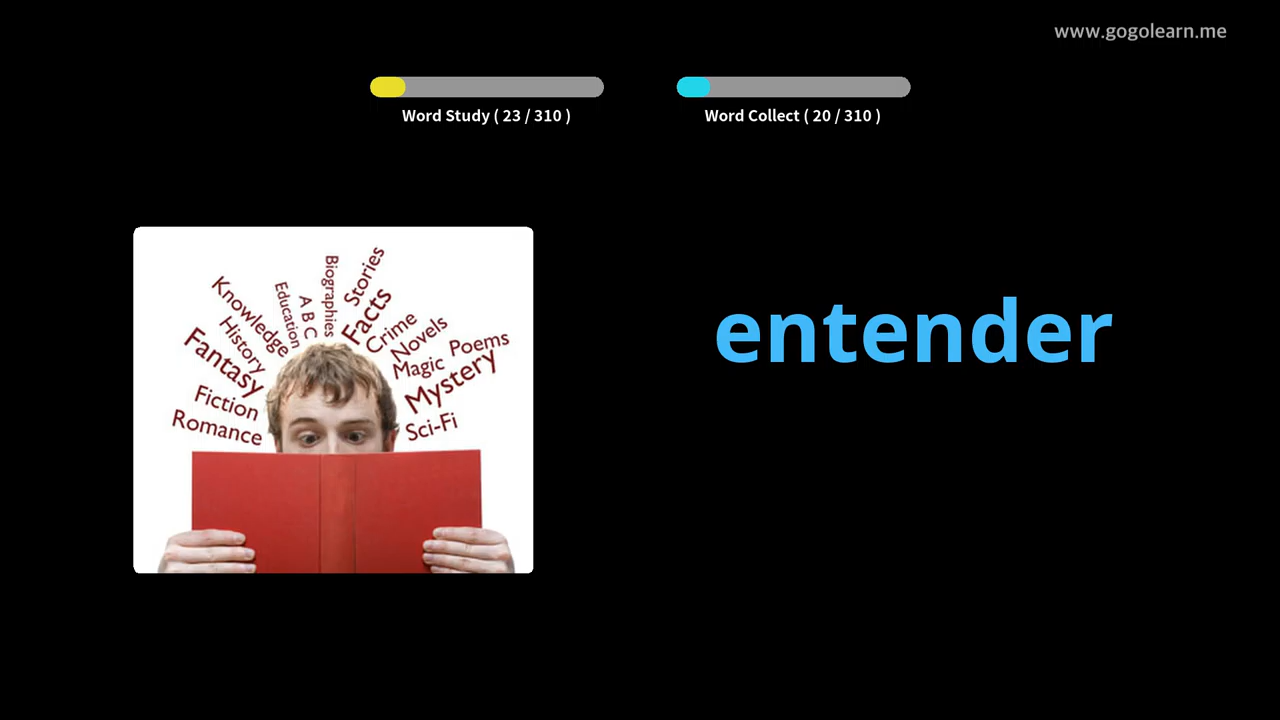 www.gogolearn.me
Word Study ( 23 / 310 )
Word Collect ( 20 / 310 )
Knowledge
History
Fantasy
Fiction
Romance
Education
A B C
Biographies
Stories
Facts
Crime
Novels
Magic
Poems
Mystery
Sci-Fi
entender